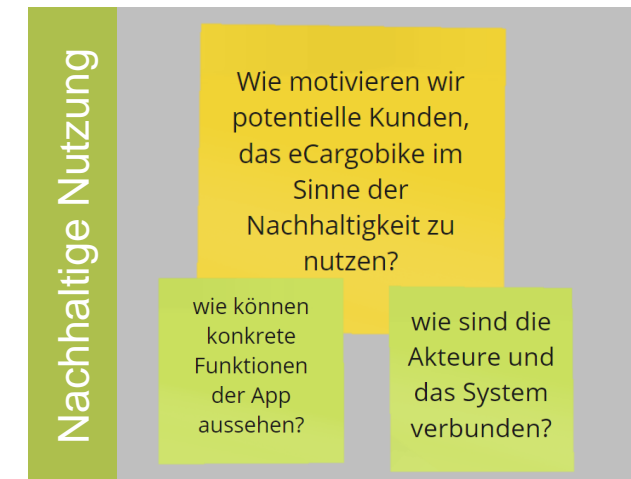 Nachhaltige Nutzung
Wie motivieren wir
potentielle Kunden,
das eCargobike im
Sinne der
Nachhaltigkeit zu
nutzen?
wie können
konkrete
Funktionen
der App
aussehen?
wie sind die
Akteure und
das System
verbunden?